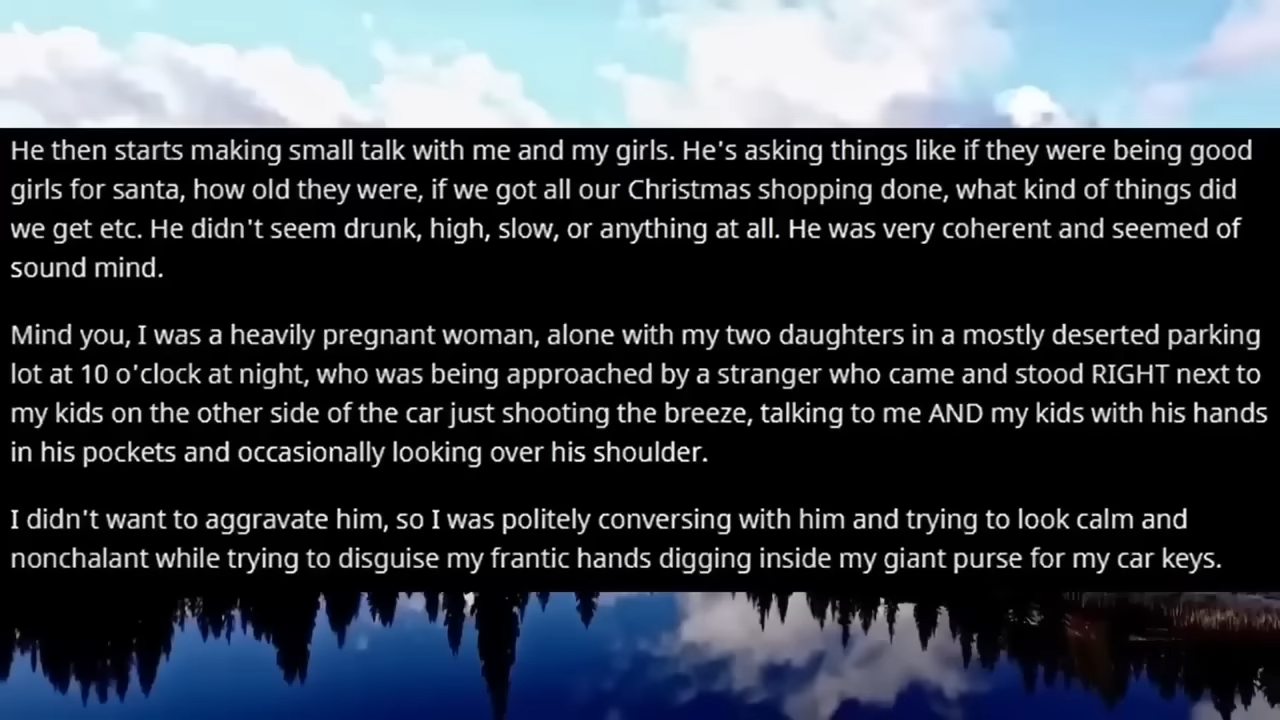 He then starts making small talk with me and my girls. He's asking things like if they were being good
girls for santa, how old they were, if we got all our Christmas shopping done, what kind of things did
we get etc. He didn't seem drunk, high, slow, or anything at all. He was very coherent and seemed of
sound mind.
Mind you, I was a heavily pregnant woman, alone with my two daughters in a mostly deserted parking
lot at 10 o'clock at night, who was being approached by a stranger who came and stood RIGHT next to
my kids on the other side of the car just shooting the breeze, talking to me AND my kids with his hands
in his pockets and occasionally looking over his shoulder.
I didn't want to aggravate him, so I was politely conversing with him and trying to look calm and
nonchalant while trying to disguise my frantic hands digging inside my giant purse for my car keys.